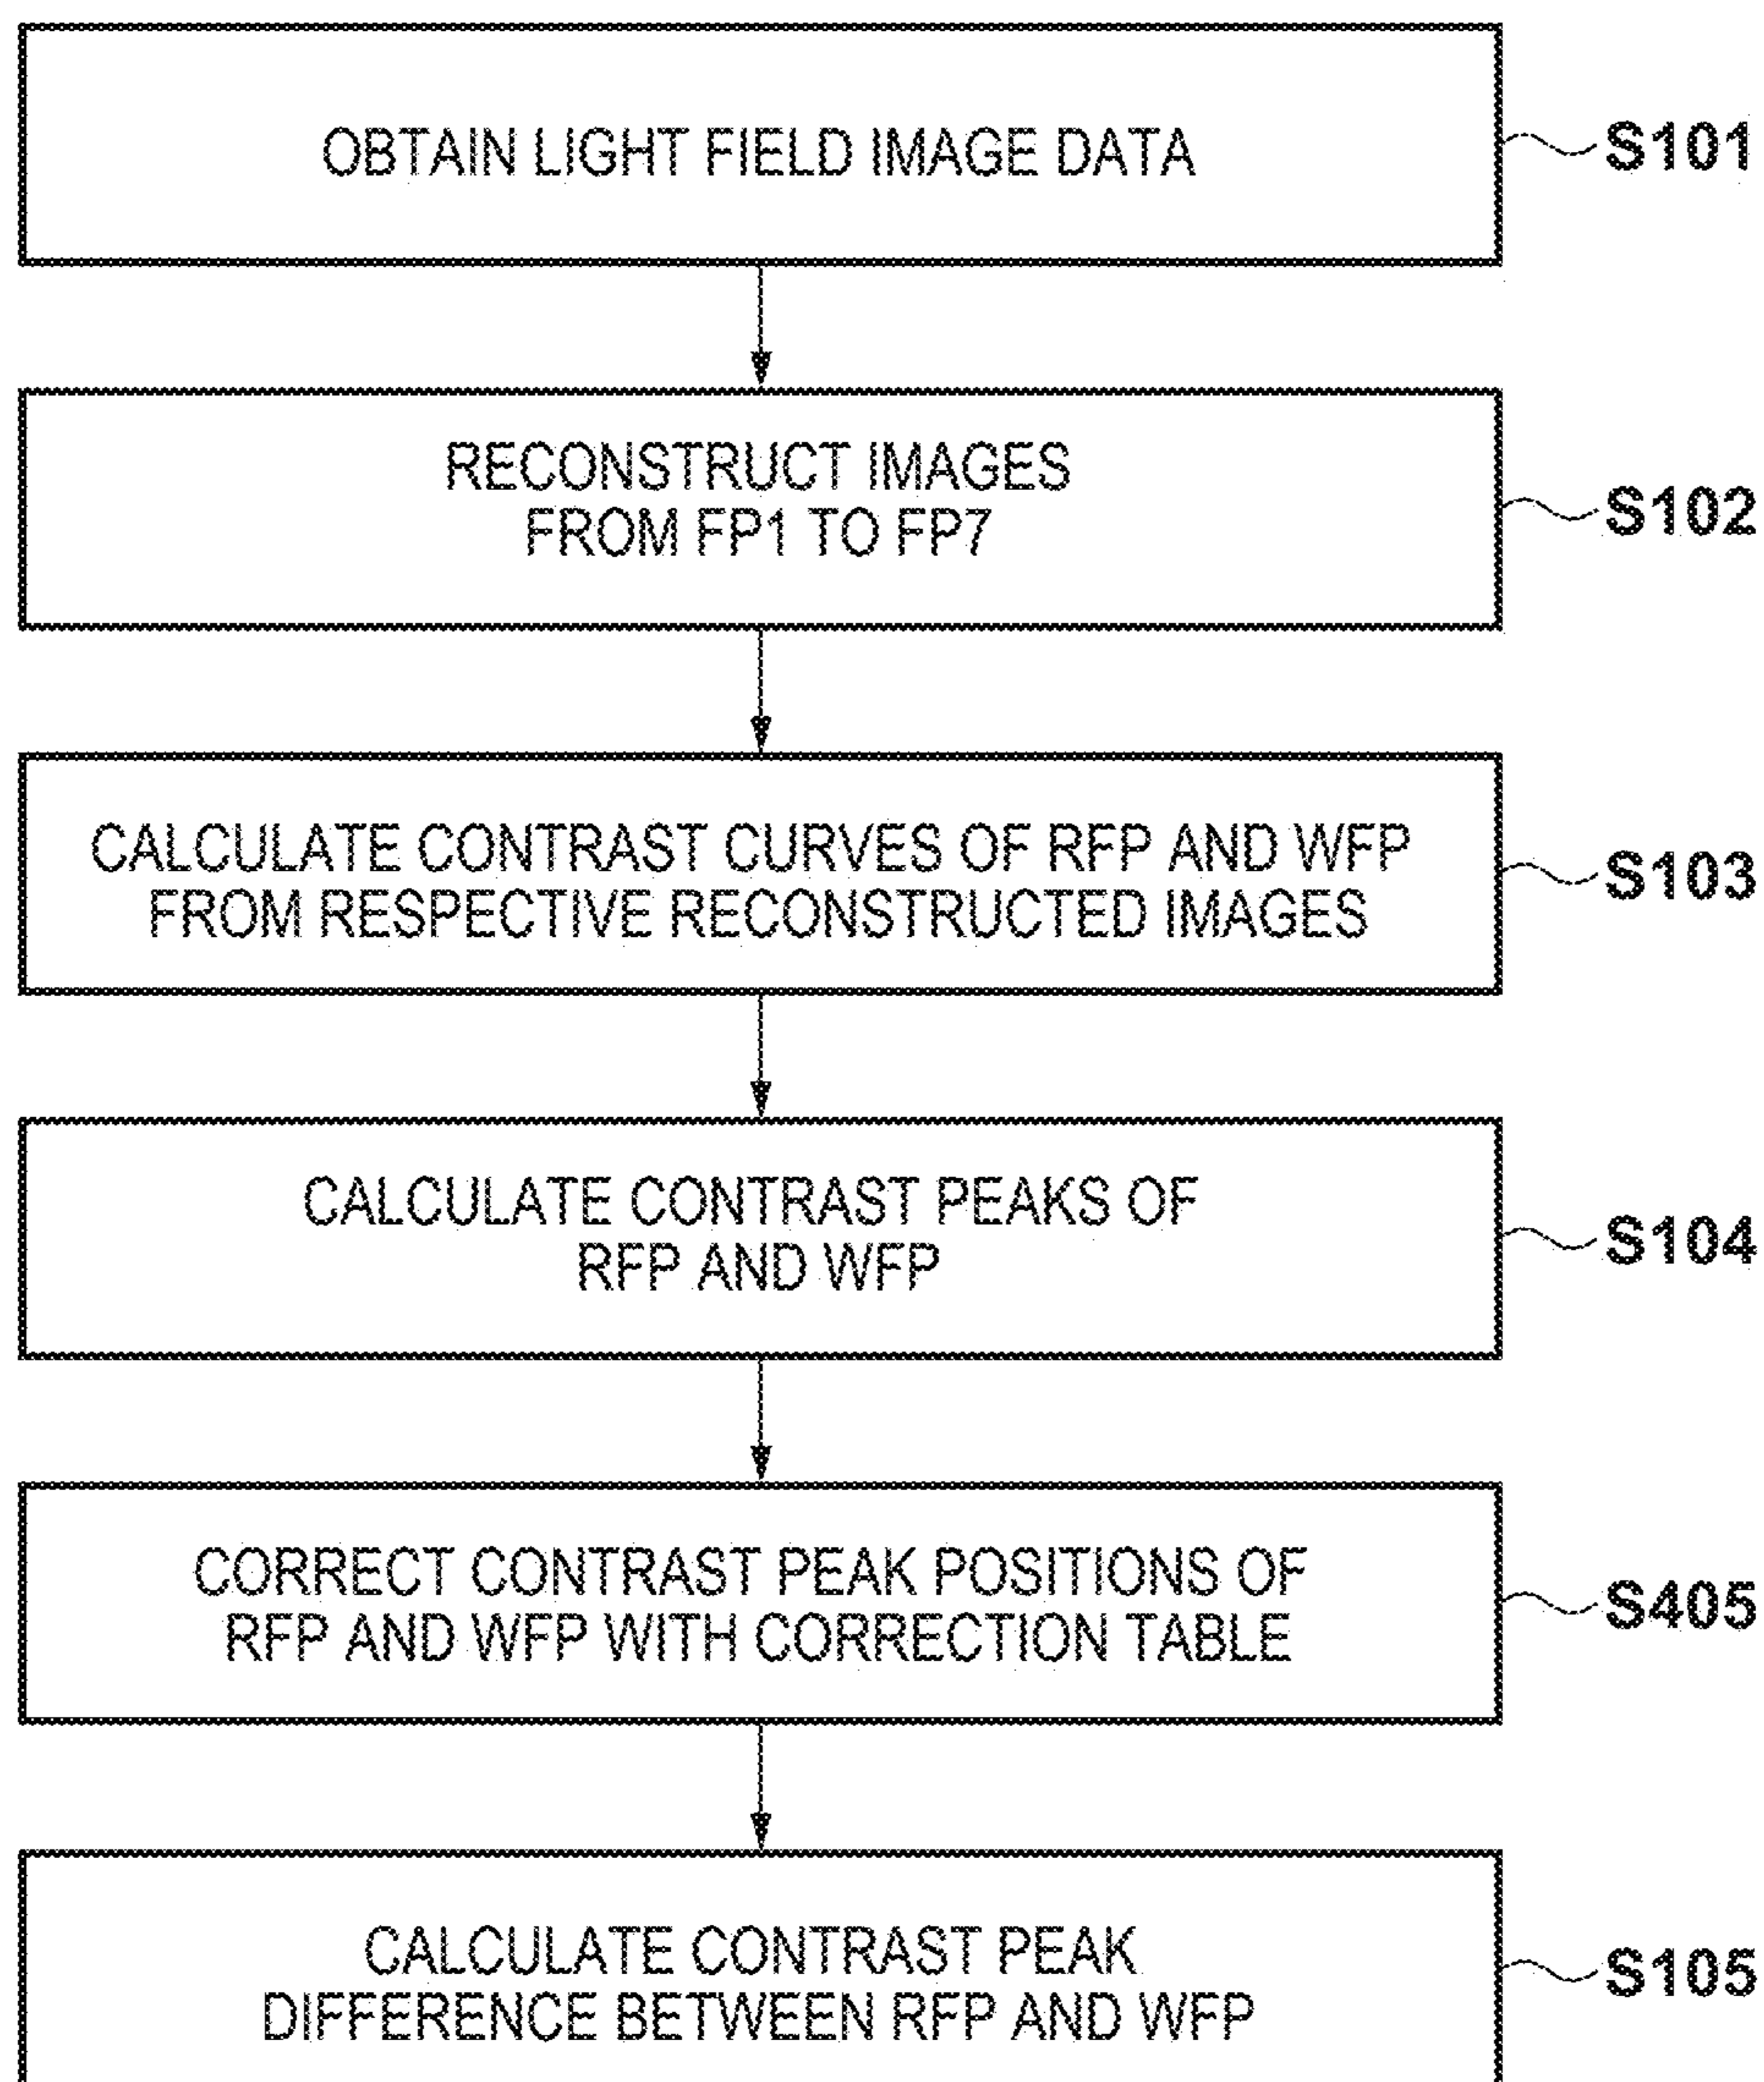 OBTAIN LIGHT FIELD IMAGE DATA
S101
RECONSTRUCT IMAGES
FROM FP1 TO FP7
S102
CALCULATE CONTRAST CURVES OF RFP AND WFP
FROM RESPECTIVE RECONSTRUCTED IMAGES
S103
CALCULATE CONTRAST PEAKS OF
RFP AND WFP
S104
CORRECT CONTRAST PEAK POSITIONS OF
RFP AND WFP WITH CORRECTION TABLE
S405
CALCULATE CONTRAST PEAK
DIFFERENCE BETWEEN RFP AND WFP
S105